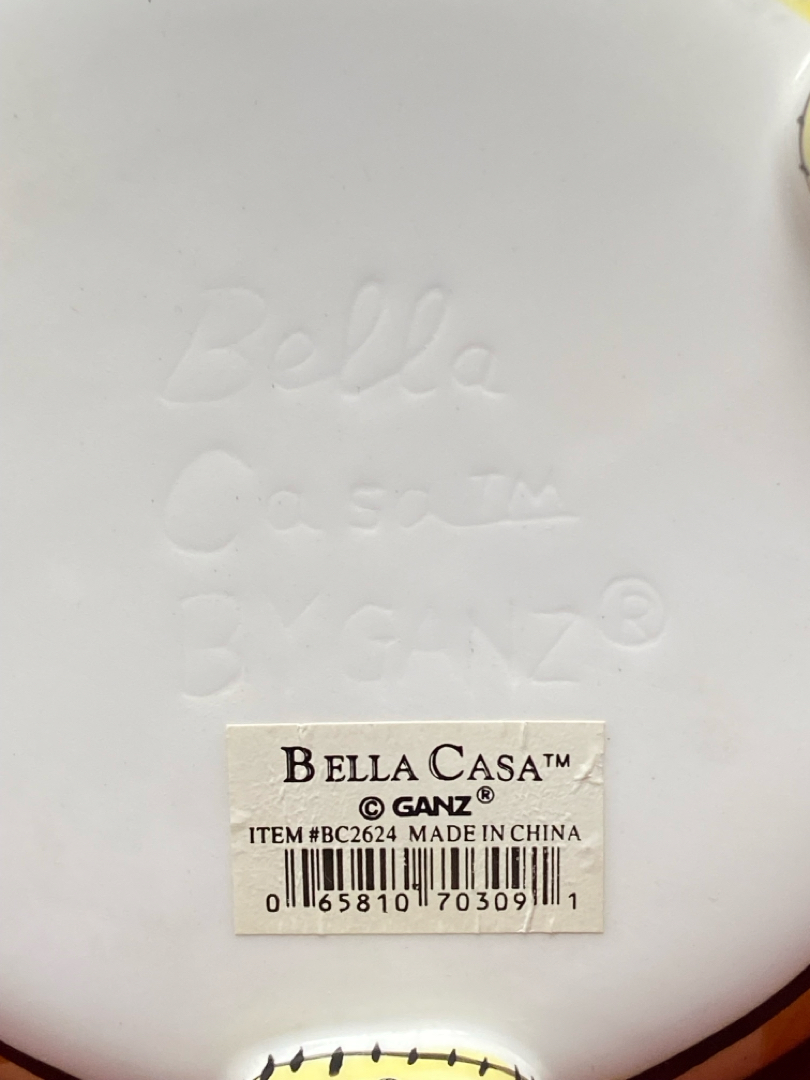 Bella
Casa™
BY GANZ®
BELLA CASA™
© GANZ®
ITEM #BC2624 MADE IN CHINA
0 65810 70309 1